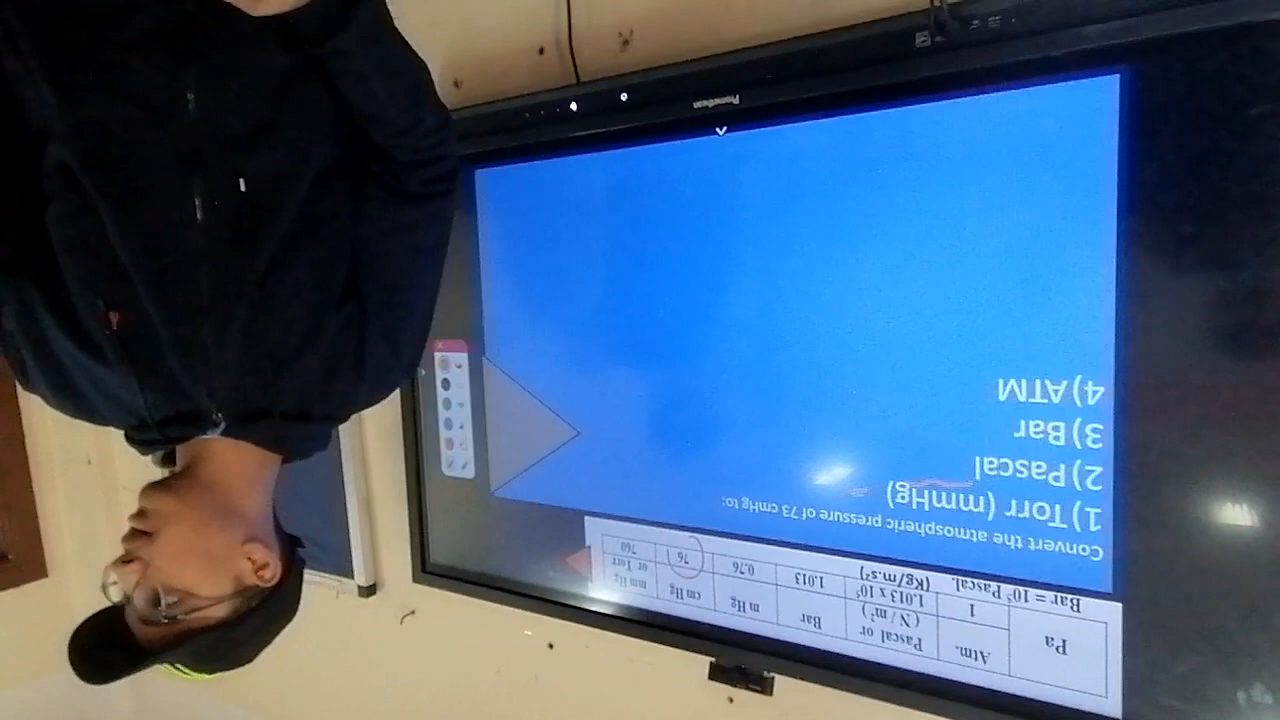 Pa
Atm.
Pascal or
( N / m² )
Bar
m Hg
cm Hg
mm Hg
or Torr
1
1.013 x 10⁵
(Kg/m.s²)
1.013
0.76
76
760
Bar = 10⁵ Pascal.
Convert the atmospheric pressure of 73 cmHg to:
1) Torr (mmHg)
2) Pascal
3) Bar
4) ATM
Promethean